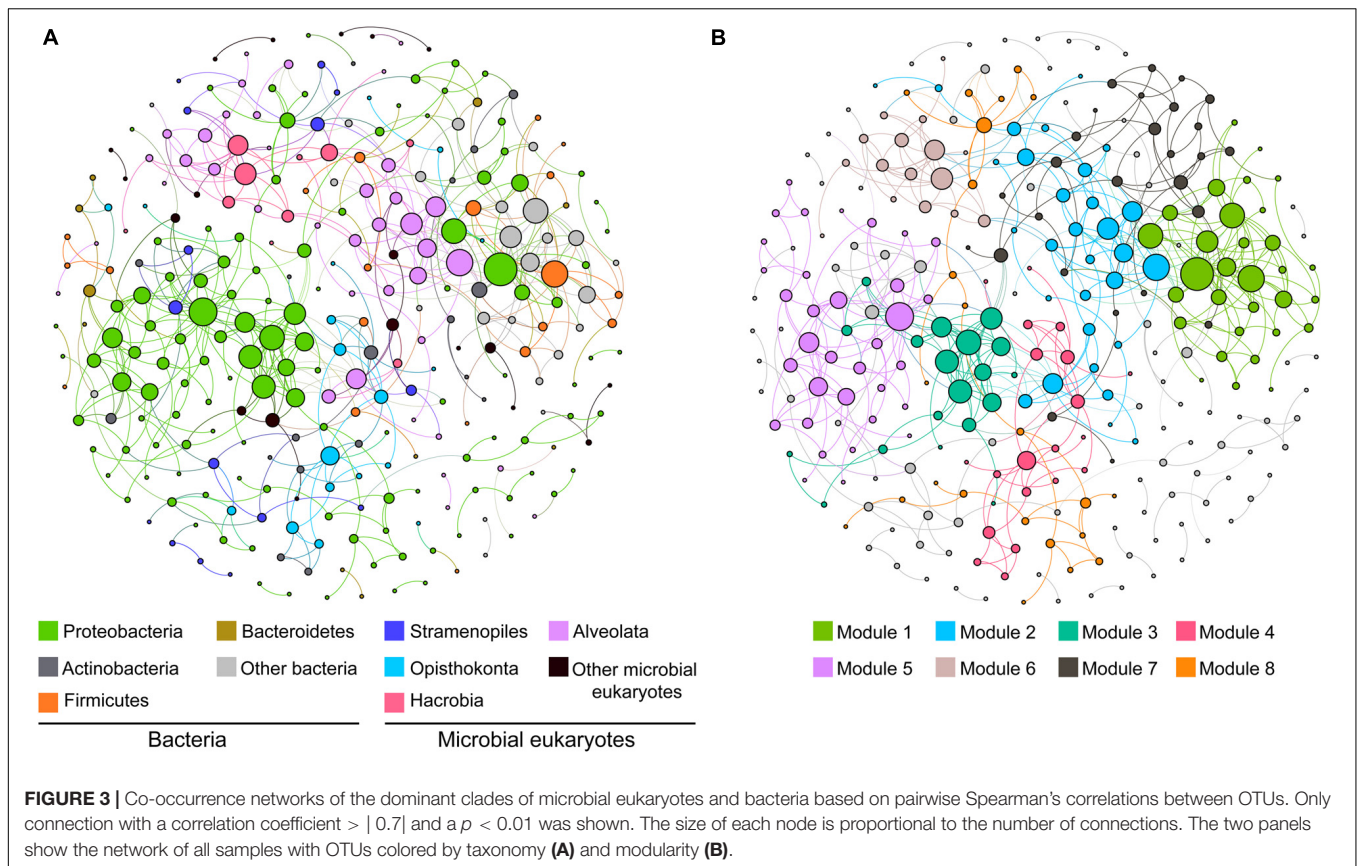 A
B
Proteobacteria
Bacteroidetes
Stramenopiles
Alveolata
Actinobacteria
Other bacteria
Opisthokonta
Other microbial
eukaryotes
Firmicutes
Hacrobia
Bacteria
Microbial eukaryotes
Module 1
Module 2
Module 3
Module 4
Module 5
Module 6
Module 7
Module 8
FIGURE 3 | Co-occurrence networks of the dominant clades of microbial eukaryotes and bacteria based on pairwise Spearman's correlations between OTUs. Only
connection with a correlation coefficient > | 0.7| and a p < 0.01 was shown. The size of each node is proportional to the number of connections. The two panels
show the network of all samples with OTUs colored by taxonomy (A) and modularity (B).